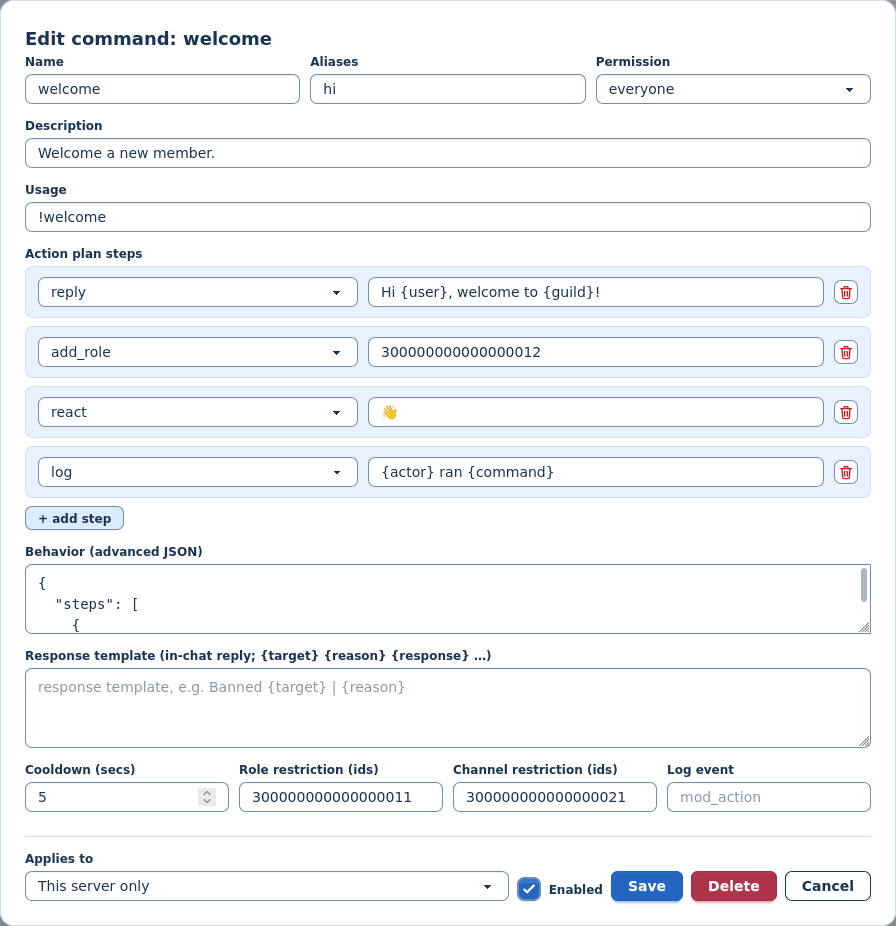 Edit command: welcome
Name Aliases Permission
welcome hi everyone
Description
Welcome a new member.
Usage
!welcome
Action plan steps
reply Hi {user}, welcome to {guild}!
add_role 300000000000000012
react 👋
log {actor} ran {command}
+ add step
Behavior (advanced JSON)
{
"steps": [
{
Response template (in-chat reply; {target} {reason} {response} …)
response template, e.g. Banned {target} | {reason}
Cooldown (secs) Role restriction (ids) Channel restriction (ids) Log event
5 300000000000000011 300000000000000021 mod_action
Applies to
This server only Enabled Save Delete Cancel